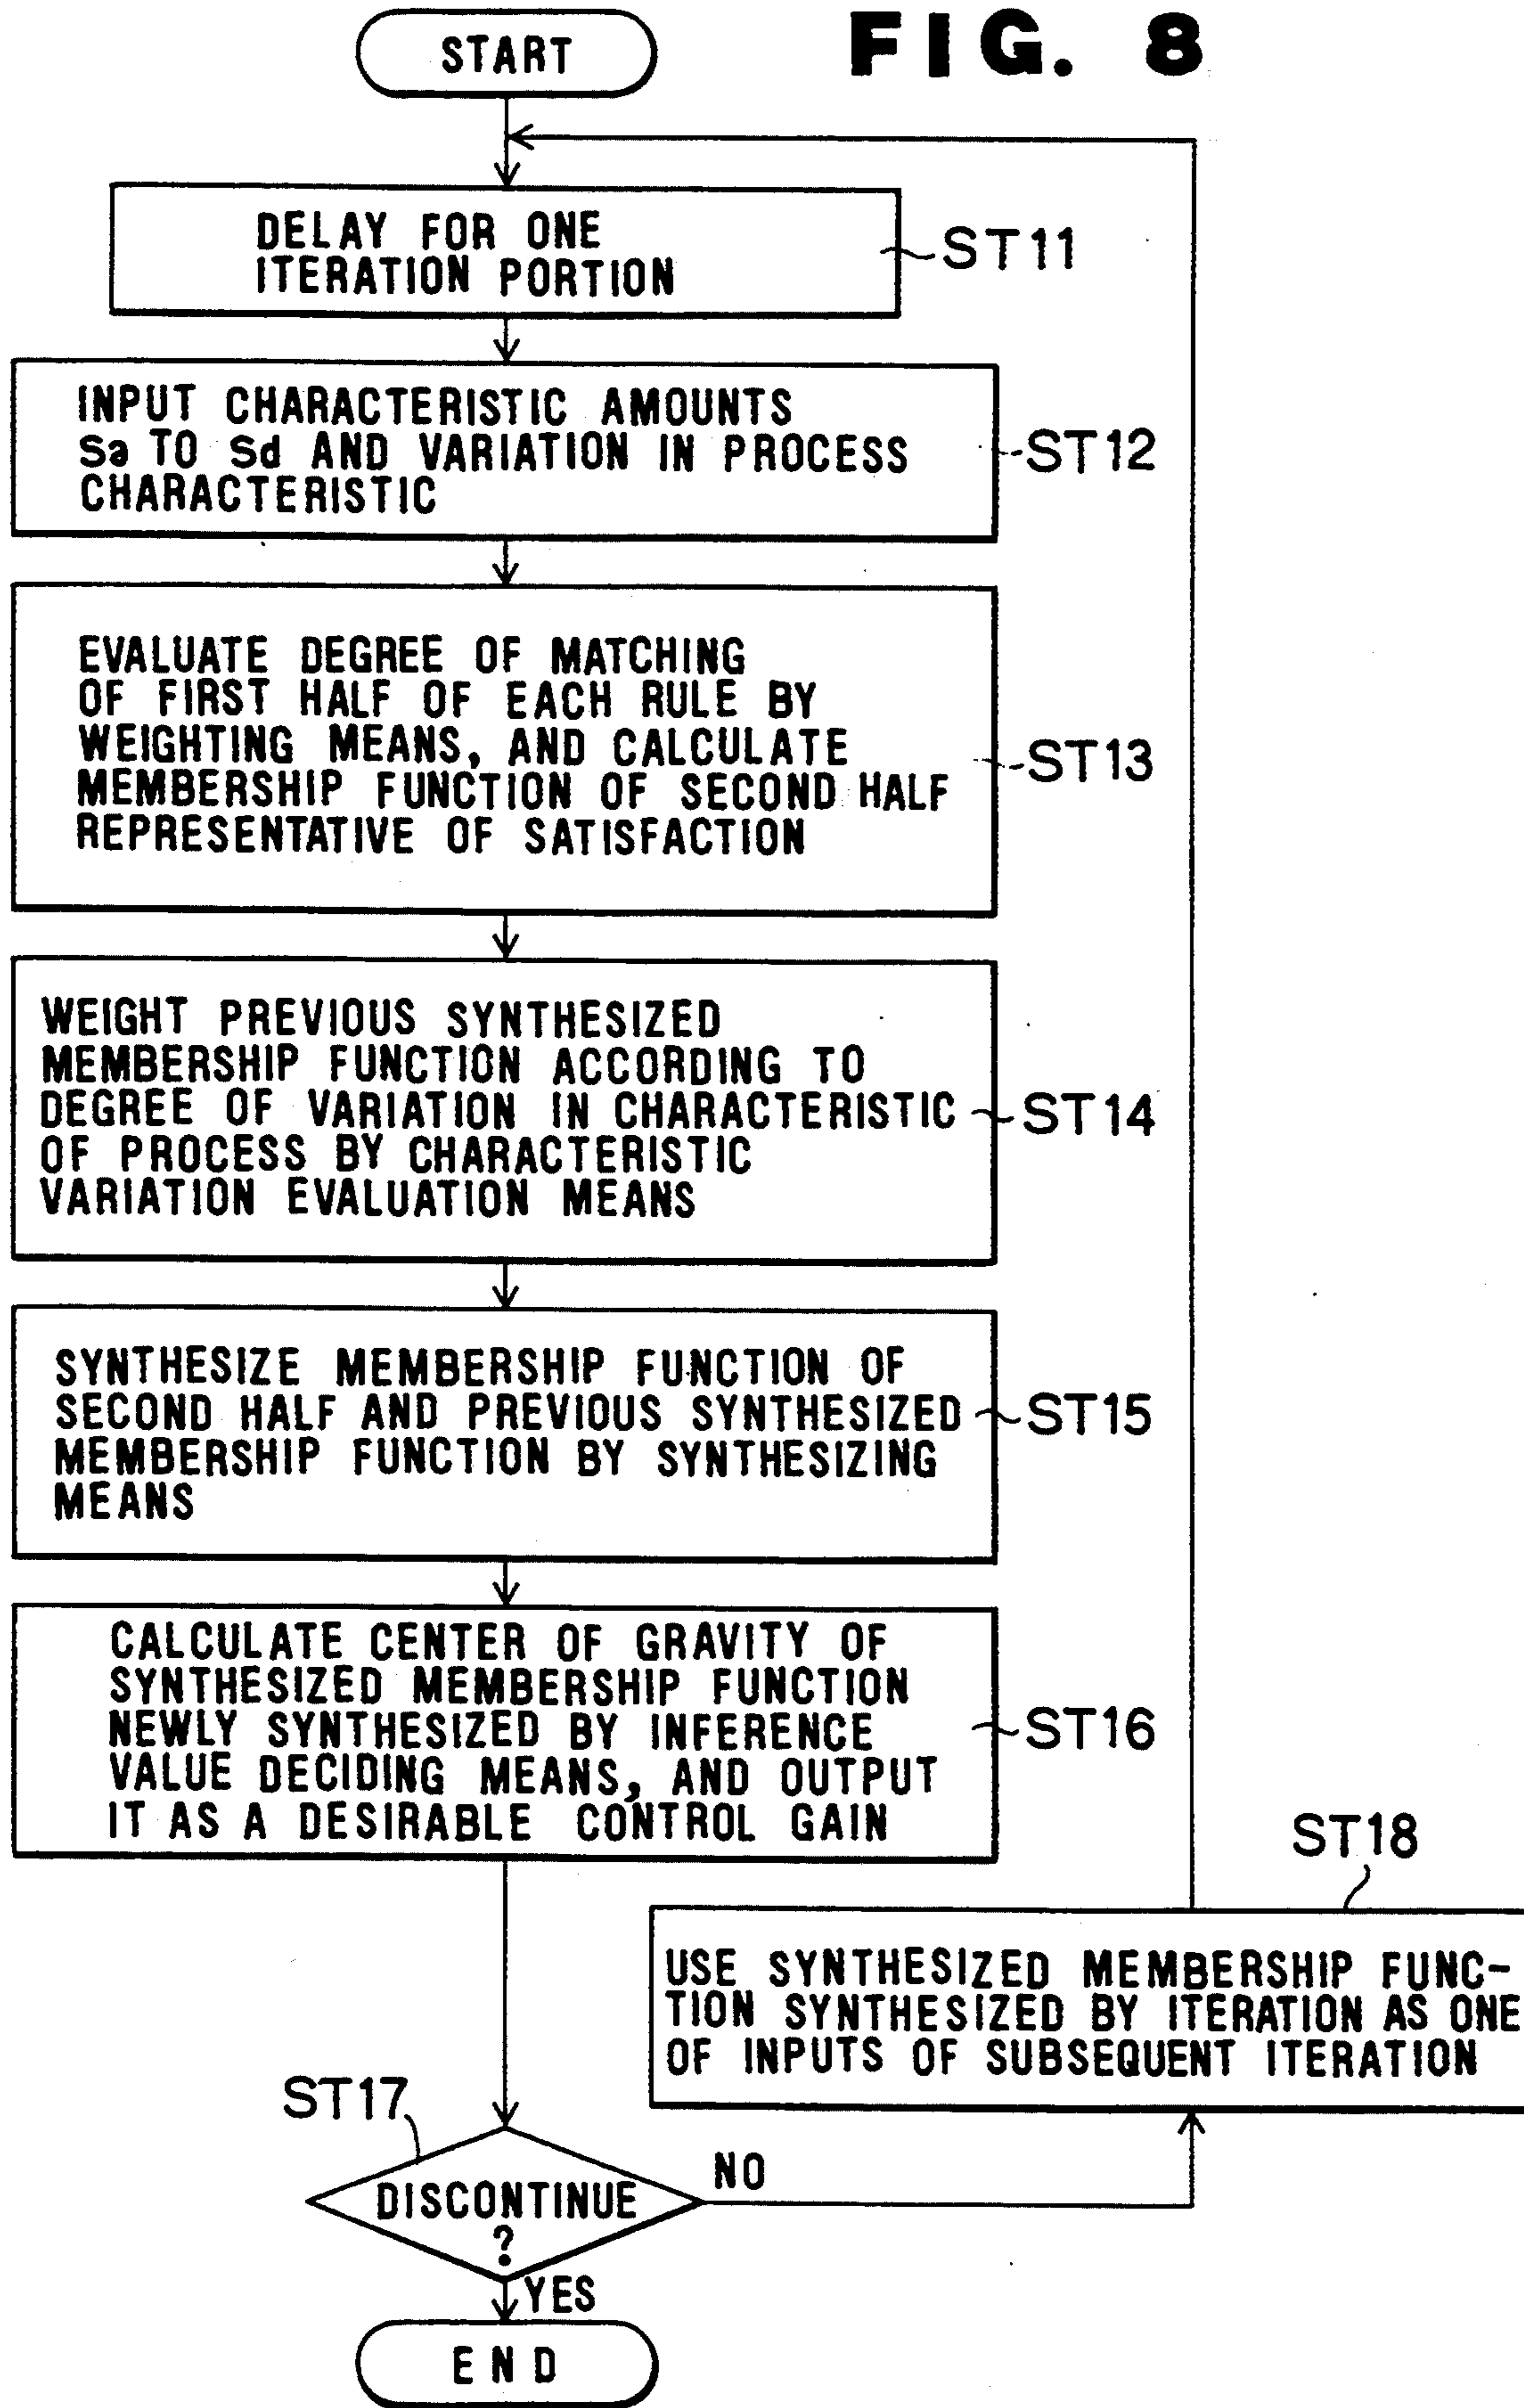 FIG. 8
START
DELAY FOR ONE
ITERATION PORTION
ST11
INPUT CHARACTERISTIC AMOUNTS
Sa TO Sd AND VARIATION IN PROCESS
CHARACTERISTIC
ST12
EVALUATE DEGREE OF MATCHING
OF FIRST HALF OF EACH RULE BY
WEIGHTING MEANS, AND CALCULATE
MEMBERSHIP FUNCTION OF SECOND HALF
REPRESENTATIVE OF SATISFACTION
ST13
WEIGHT PREVIOUS SYNTHESIZED
MEMBERSHIP FUNCTION ACCORDING TO
DEGREE OF VARIATION IN CHARACTERISTIC
OF PROCESS BY CHARACTERISTIC
VARIATION EVALUATION MEANS
ST14
SYNTHESIZE MEMBERSHIP FUNCTION OF
SECOND HALF AND PREVIOUS SYNTHESIZED
MEMBERSHIP FUNCTION BY SYNTHESIZING
MEANS
ST15
CALCULATE CENTER OF GRAVITY OF
SYNTHESIZED MEMBERSHIP FUNCTION
NEWLY SYNTHESIZED BY INFERENCE
VALUE DECIDING MEANS, AND OUTPUT
IT AS A DESIRABLE CONTROL GAIN
ST16
ST18
USE SYNTHESIZED MEMBERSHIP FUNC-
TION SYNTHESIZED BY ITERATION AS ONE
OF INPUTS OF SUBSEQUENT ITERATION
ST17
DISCONTINUE
?
NO
YES
END